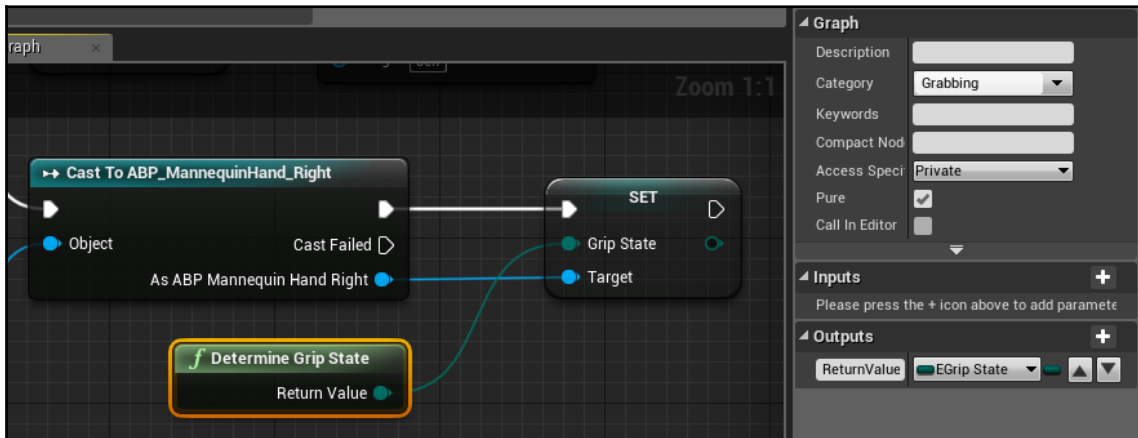 raph
Zoom 1:1
Cast To ABP_MannequinHand_Right
Object
Cast Failed
As ABP Mannequin Hand Right
SET
Grip State
Target
f Determine Grip State
Return Value
Graph
Description
Category Grabbing
Keywords
Compact Nod
Access Speci Private
Pure
Call In Editor
Inputs
Please press the + icon above to add paramete
Outputs
ReturnValue EGrip State